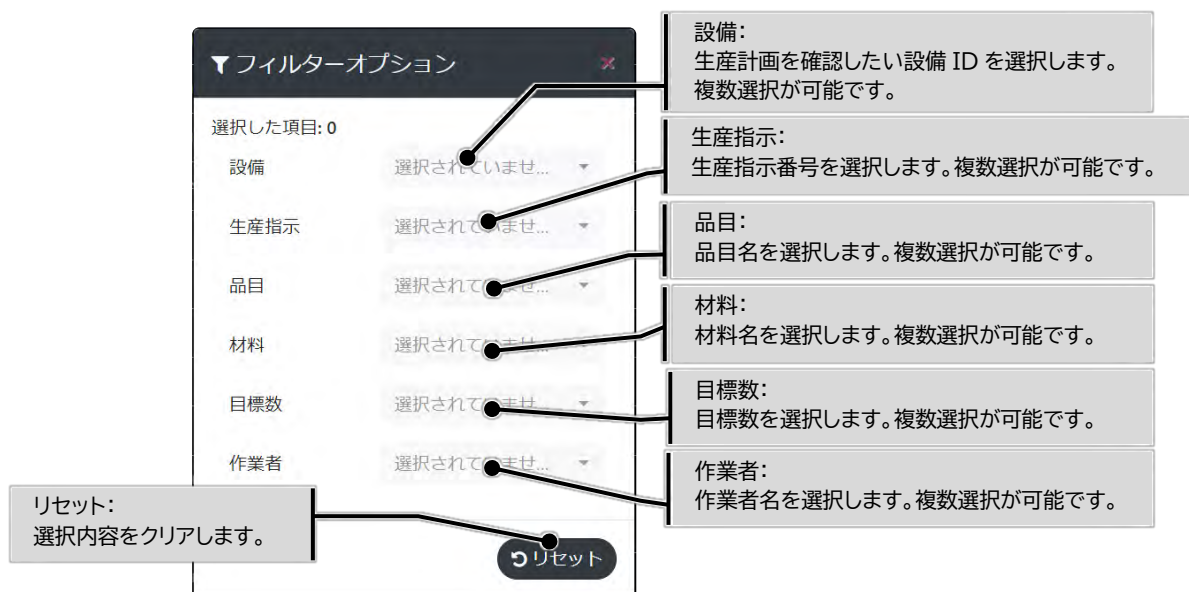 フィルターオプション
選択した項目: 0
設備 選択されていませ...
生産指示 選択されていませ...
品目 選択されていませ...
材料 選択されていませ...
目標数 選択されていませ...
作業者 選択されていませ...
リセット
設備:
生産計画を確認したい設備 ID を選択します。
複数選択が可能です。
生産指示:
生産指示番号を選択します。複数選択が可能です。
品目:
品目名を選択します。複数選択が可能です。
材料:
材料名を選択します。複数選択が可能です。
目標数:
目標数を選択します。複数選択が可能です。
作業者:
作業者名を選択します。複数選択が可能です。
リセット:
選択内容をクリアします。